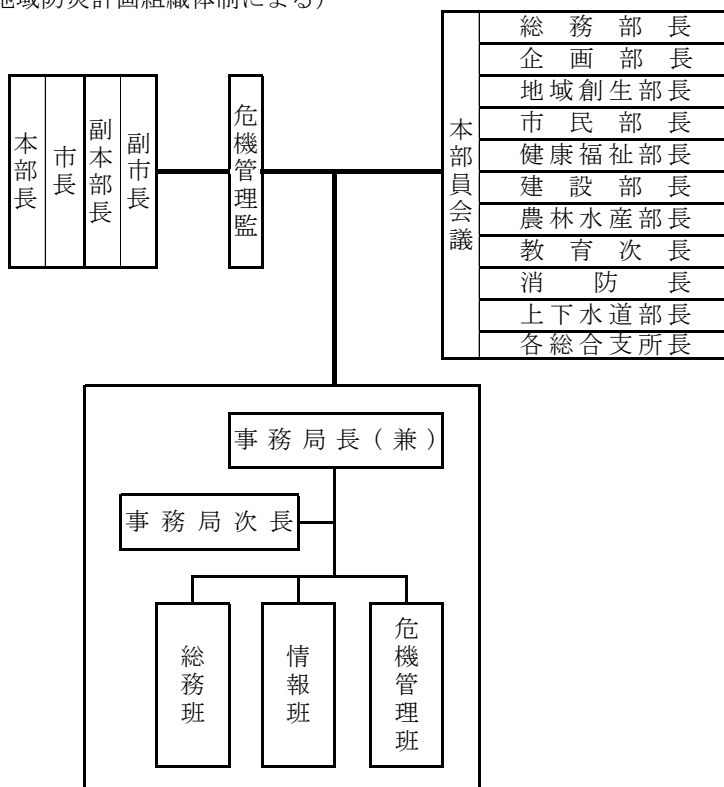 地域防災計画組織体制による）
本部長
市長
副本部長
副市長
危機管理監
本部員会議
総務部長
企画部長
地域創生部長
市民部長
健康福祉部長
建設部長
農林水産部長
教育次長
消防長
上下水道部長
各総合支所長
事務局長（兼）
事務局次長
総務班
情報班
危機管理班